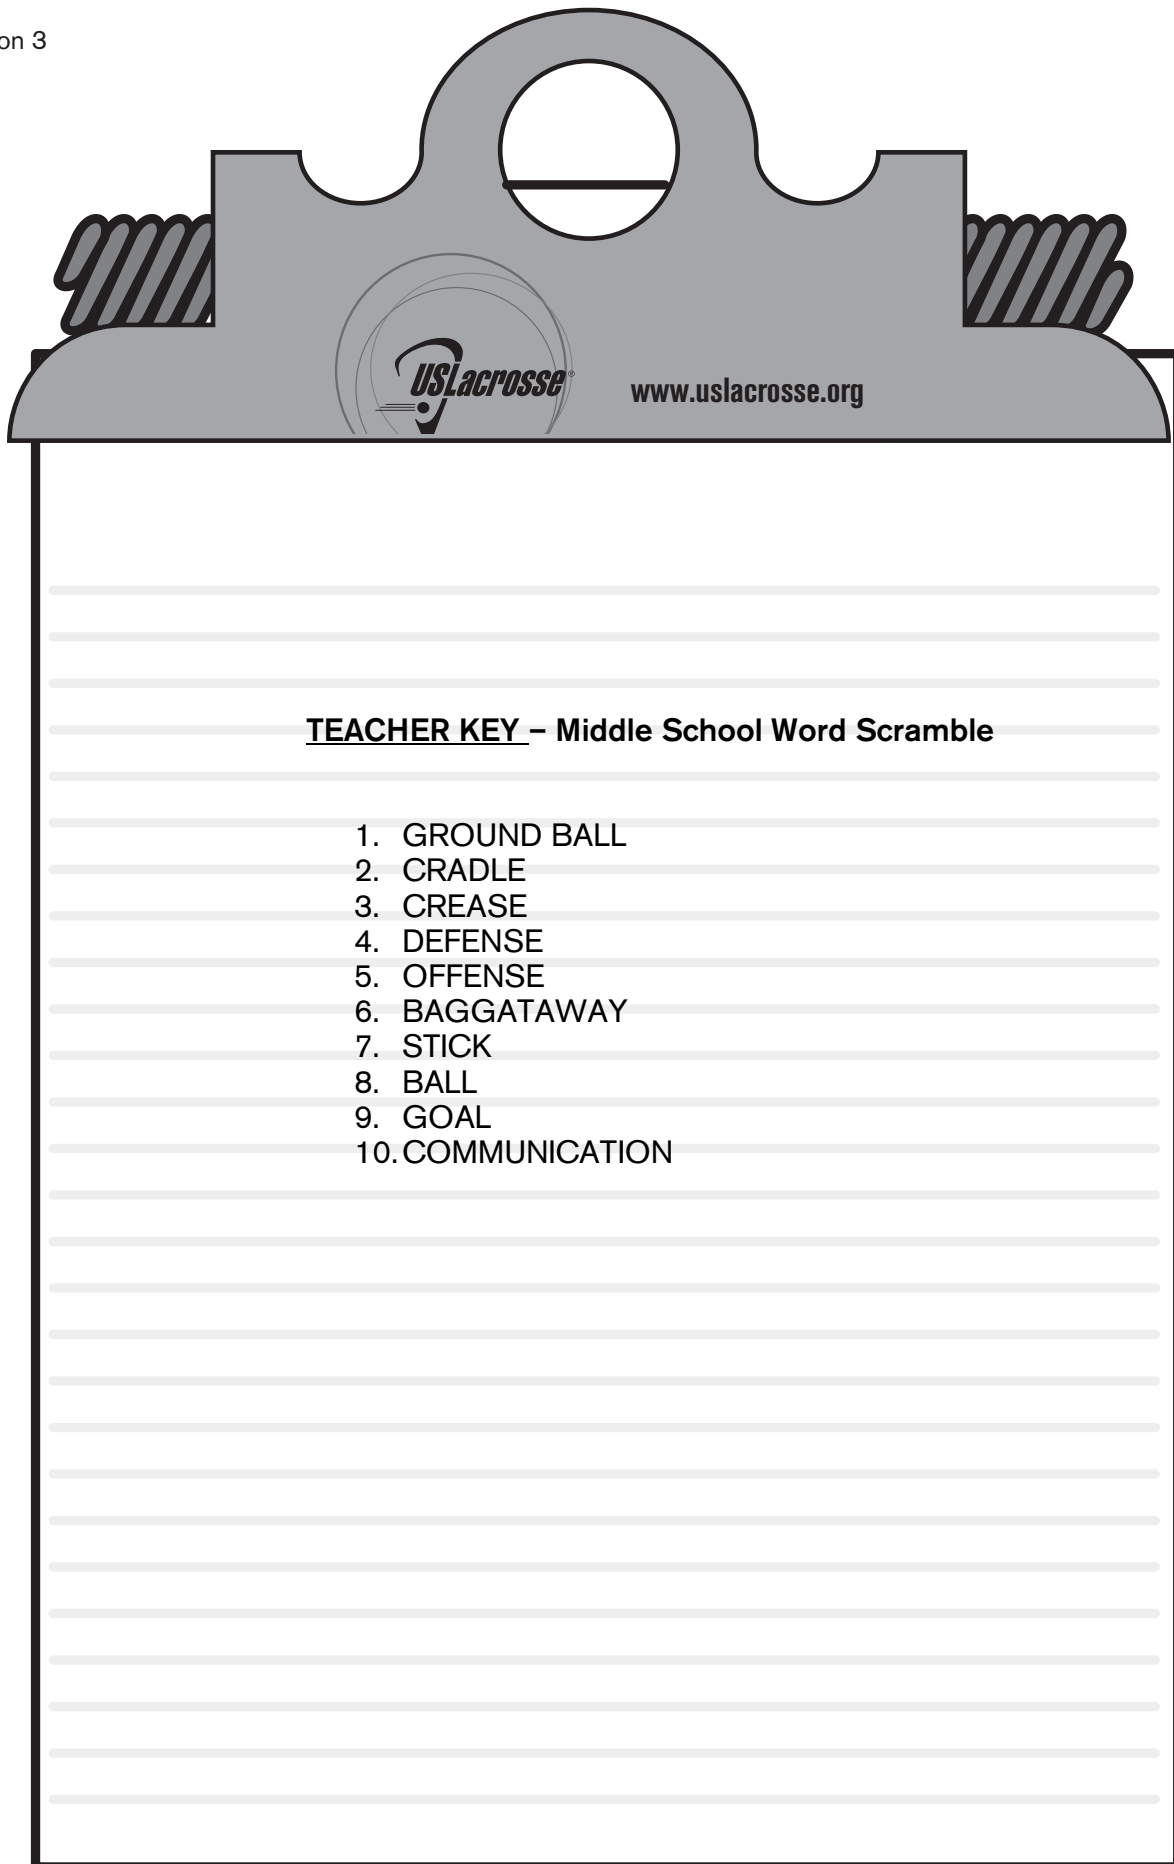 on 3
USLacrosse®
www.uslacrosse.org
TEACHER KEY – Middle School Word Scramble
1. GROUND BALL
2. CRADLE
3. CREASE
4. DEFENSE
5. OFFENSE
6. BAGGATAWAY
7. STICK
8. BALL
9. GOAL
10. COMMUNICATION